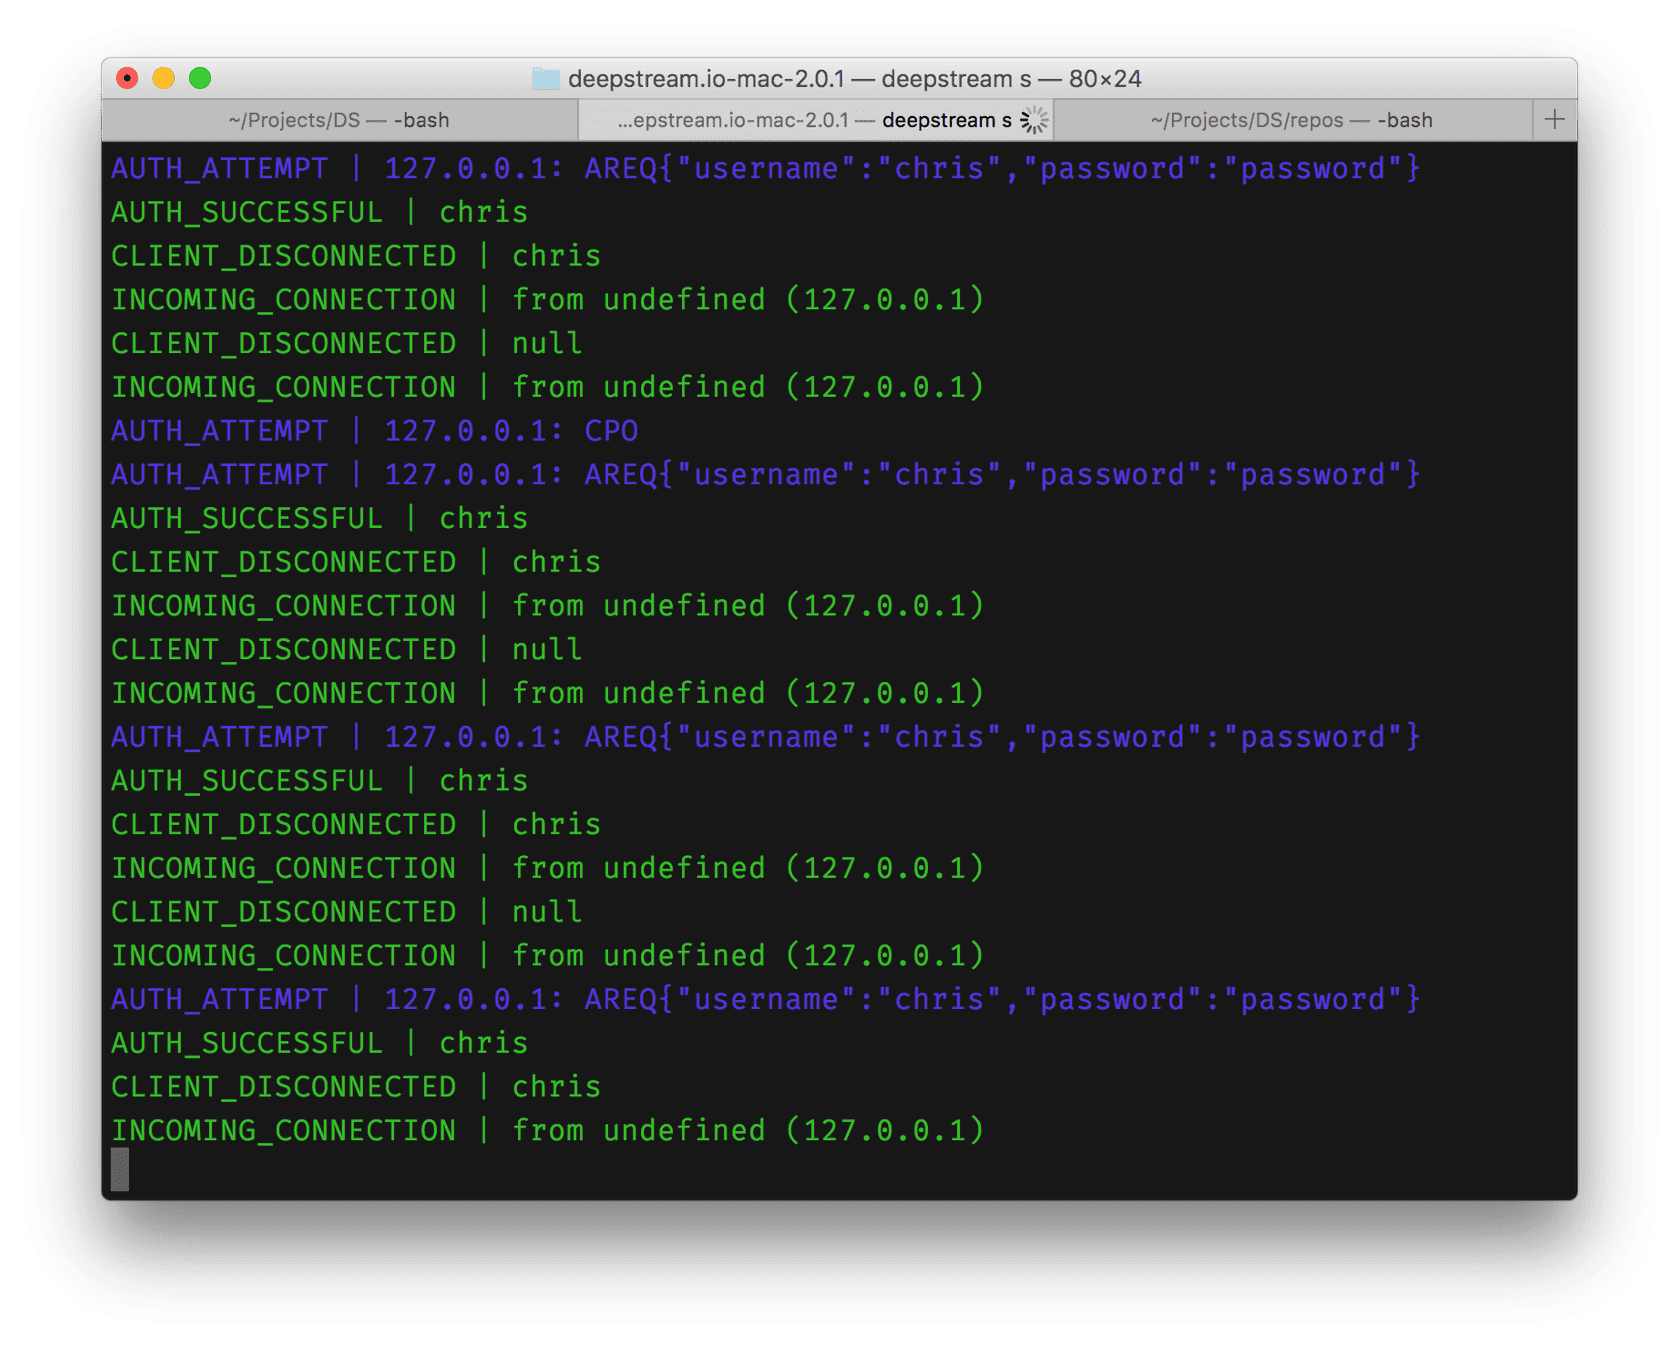 deepstream.io-mac-2.0.1 — deepstream s — 80×24
~/Projects/DS — -bash
...epstream.io-mac-2.0.1 — deepstream s
~/Projects/DS/repos — -bash
+
AUTH_ATTEMPT | 127.0.0.1: AREQ{"username":"chris","password":"password"}
AUTH_SUCCESSFUL | chris
CLIENT_DISCONNECTED | chris
INCOMING_CONNECTION | from undefined (127.0.0.1)
CLIENT_DISCONNECTED | null
INCOMING_CONNECTION | from undefined (127.0.0.1)
AUTH_ATTEMPT | 127.0.0.1: CPO
AUTH_ATTEMPT | 127.0.0.1: AREQ{"username":"chris","password":"password"}
AUTH_SUCCESSFUL | chris
CLIENT_DISCONNECTED | chris
INCOMING_CONNECTION | from undefined (127.0.0.1)
CLIENT_DISCONNECTED | null
INCOMING_CONNECTION | from undefined (127.0.0.1)
AUTH_ATTEMPT | 127.0.0.1: AREQ{"username":"chris","password":"password"}
AUTH_SUCCESSFUL | chris
CLIENT_DISCONNECTED | chris
INCOMING_CONNECTION | from undefined (127.0.0.1)
CLIENT_DISCONNECTED | null
INCOMING_CONNECTION | from undefined (127.0.0.1)
AUTH_ATTEMPT | 127.0.0.1: AREQ{"username":"chris","password":"password"}
AUTH_SUCCESSFUL | chris
CLIENT_DISCONNECTED | chris
INCOMING_CONNECTION | from undefined (127.0.0.1)